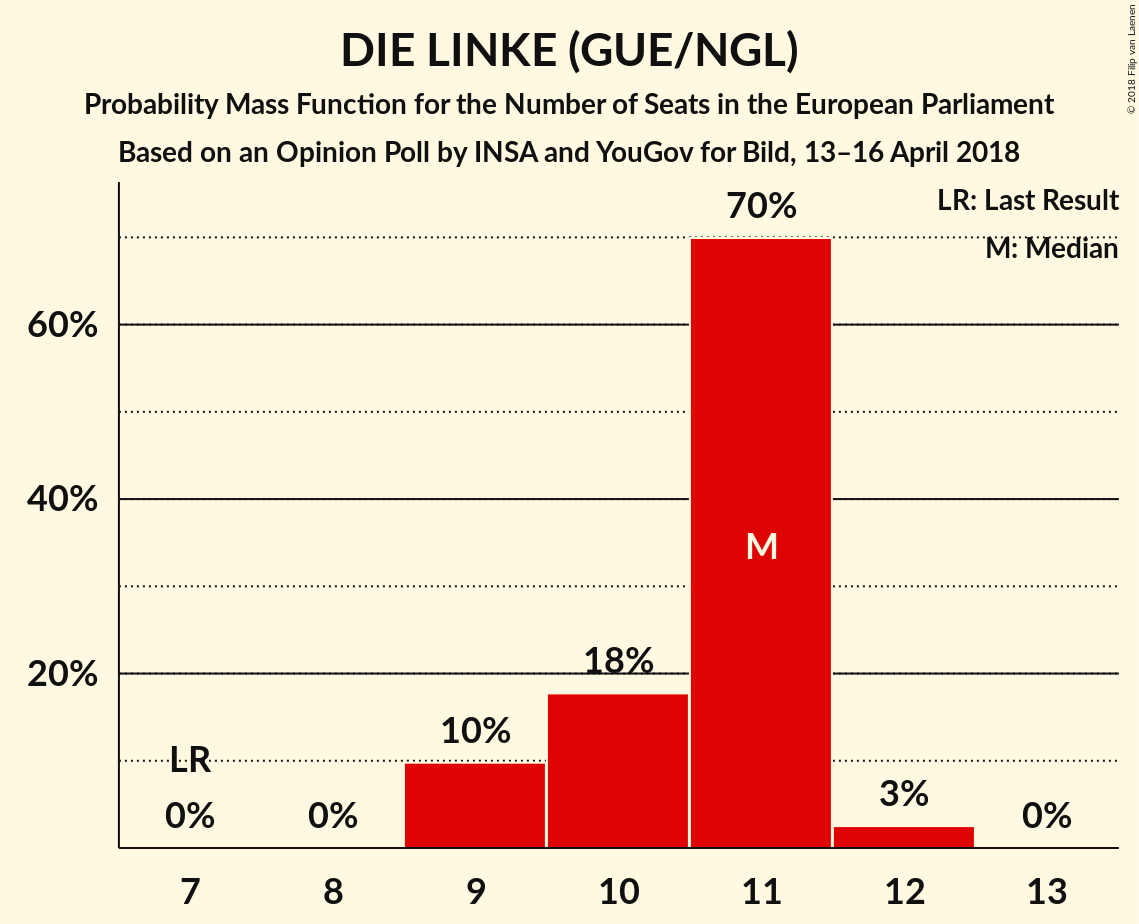 DIE LINKE (GUE/NGL)
Probability Mass Function for the Number of Seats in the European Parliament
Based on an Opinion Poll by INSA and YouGov for Bild, 13–16 April 2018
© 2018 Filip van Laenen
LR: Last Result
M: Median
70%
60%
40%
M
20%
18%
10%
LR
3%
0%
0%
0%
7
8
9
10
11
12
13